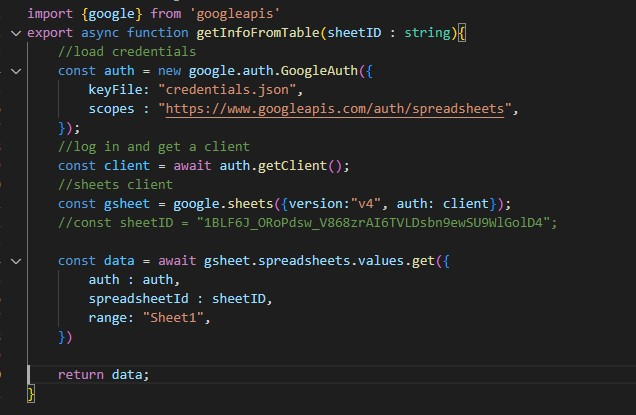 import {google} from 'googleapis'
export async function getInfoFromTable(sheetID : string){
    //load credentials
    const auth = new google.auth.GoogleAuth({
        keyFile: "credentials.json",
        scopes : "https://www.googleapis.com/auth/spreadsheets",
    });
    //log in and get a client
    const client = await auth.getClient();
    //sheets client
    const gsheet = google.sheets({version:"v4", auth: client});
    //const sheetID = "1BLF6J_ORoPdsw_V868zrAI6TVLDsbn9ewSU9WlGolD4";
    const data = await gsheet.spreadsheets.values.get({
        auth : auth,
        spreadsheetId : sheetID,
        range: "Sheet1",
    })
    return data;
}